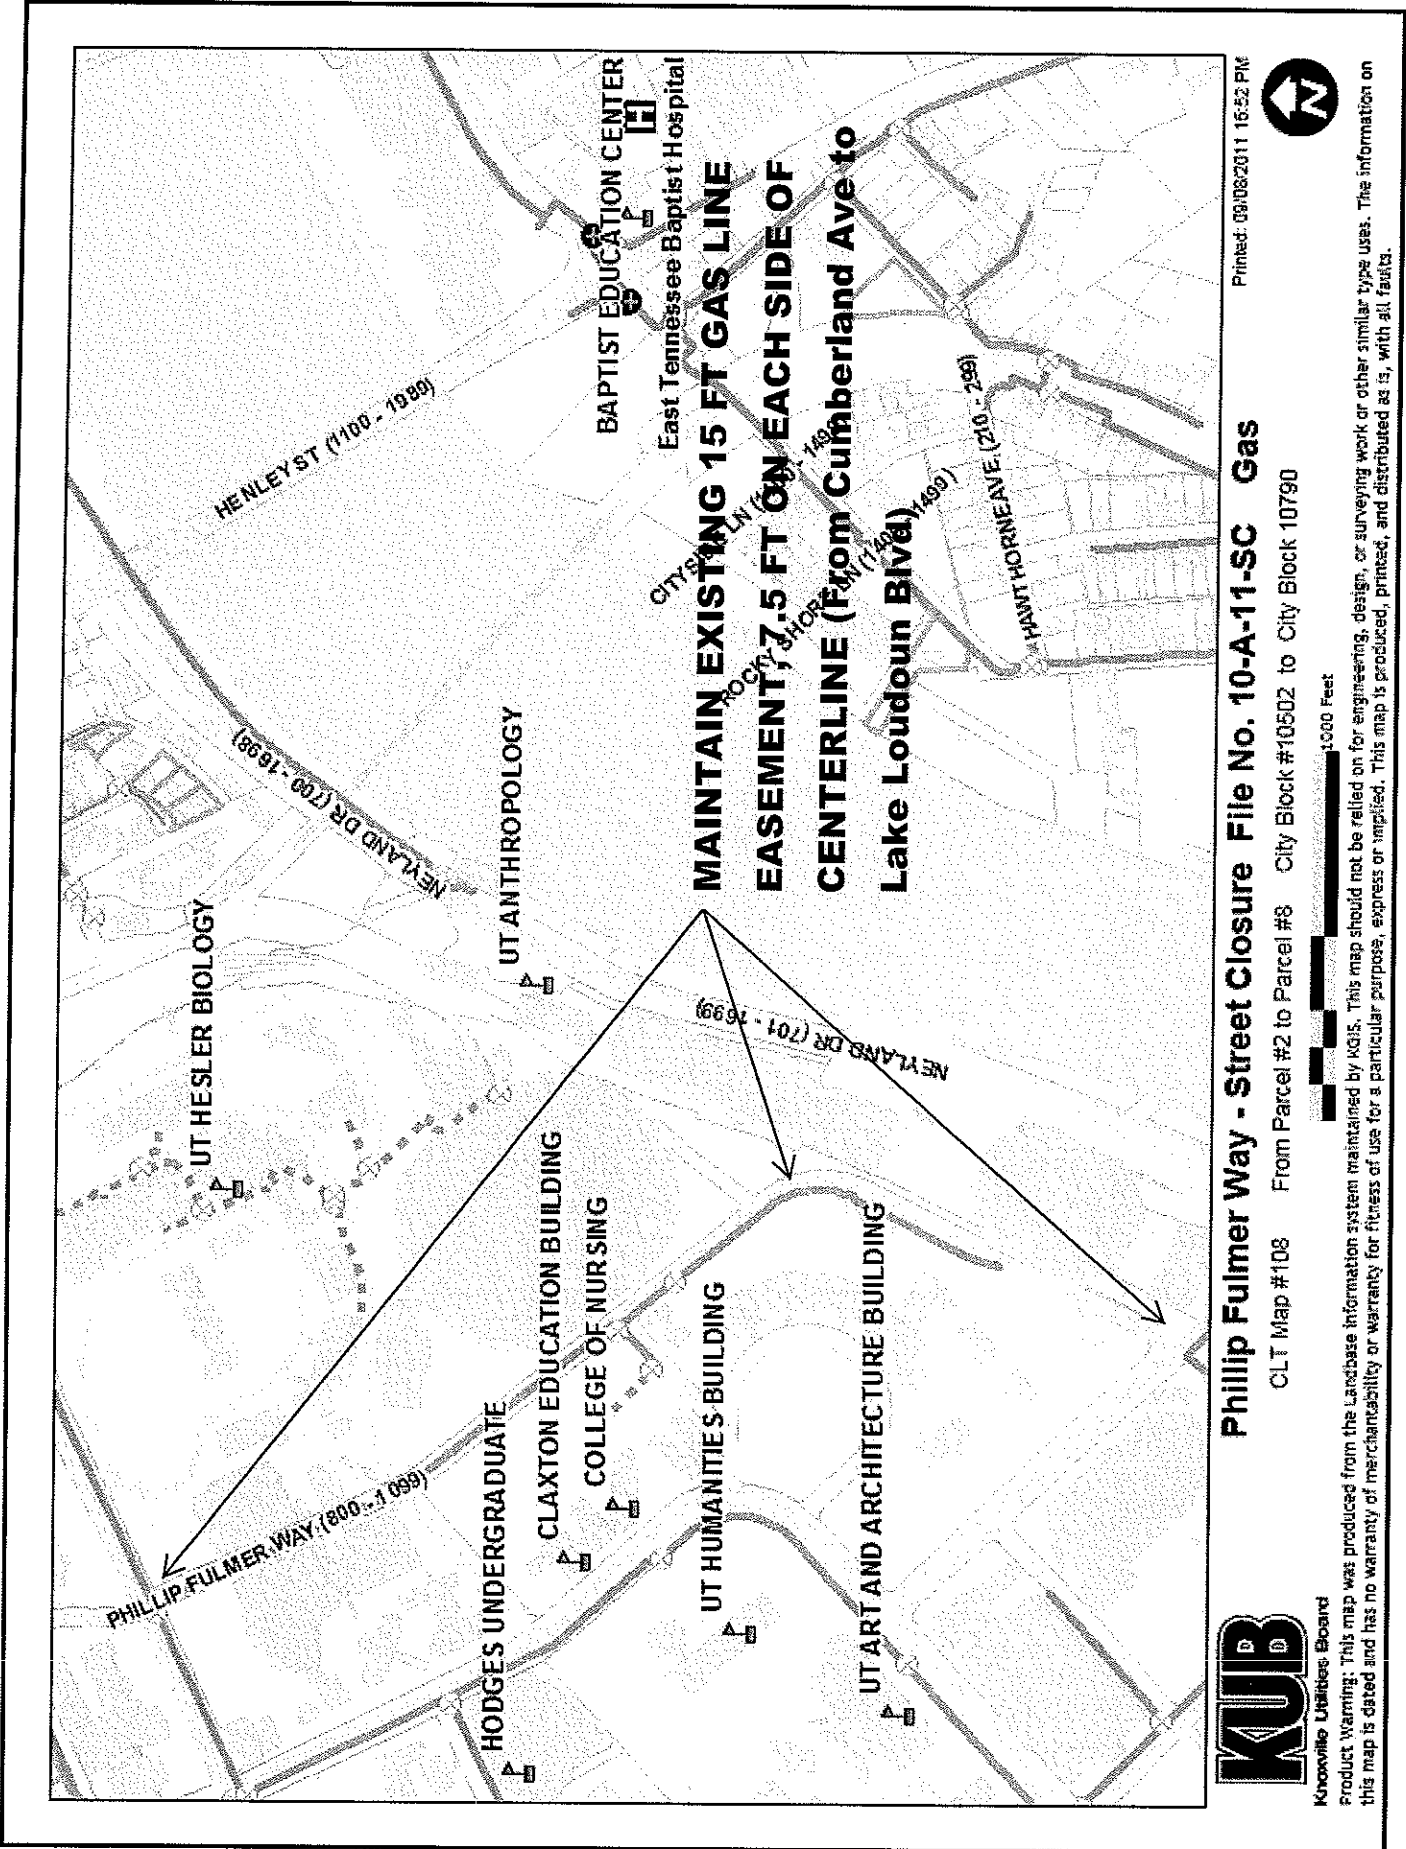 HENLEY ST (1100 - 1980)
NEYLAND DR (700 - 1698)
UT HESLER BIOLOGY
PHILLIP FULMER WAY (800 - 1099)
BAPTIST EDUCATION CENTER
H
East Tennessee Baptist Hospital
UT ANTHROPOLOGY
HODGES UNDERGRADUATE
CLAXTON EDUCATION BUILDING
COLLEGE OF NURSING
UT HUMANITIES BUILDING
UT ART AND ARCHITECTURE BUILDING
NEYLAND DR (701 - 1699)
MAINTAIN EXISTING 15 FT GAS LINE
EASEMENT, 7.5 FT ON EACH SIDE OF
CENTERLINE (From Cumberland Ave to
Lake Loudoun Blvd)
HAWTHORNE AVE (210 - 299)
KUB
Knoxville Utilities Board
Phillip Fulmer Way - Street Closure File No. 10-A-11-SC Gas
CLT Map #108 From Parcel #2 to Parcel #8 City Block #10502 to City Block 10790
1000 Feet
Printed: 09/08/2011 15:52 PM
N
Product Warning: This map was produced from the Landbase information system maintained by KGIS. This map should not be relied on for engineering, design, or surveying work or other similar type uses. The information on
this map is dated and has no warranty of merchantability or warranty for fitness of use for a particular purpose, express or implied. This map is produced, printed, and distributed as is, with all faults.